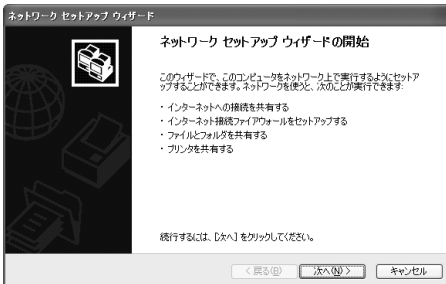 ネットワーク セットアップ ウィザード
ネットワーク セットアップ ウィザードの開始
このウィザードで、このコンピュータをネットワーク上で実行するようにセットア
ップすることができます。ネットワークを使うと、次のことが実行できます:
・ インターネットへの接続を共有する
・ インターネット接続ファイアウォールをセットアップする
・ ファイルとフォルダを共有する
・ プリンタを共有する
続行するには、[次へ] をクリックしてください。
< 戻る(B)
次へ(N) >
キャンセル